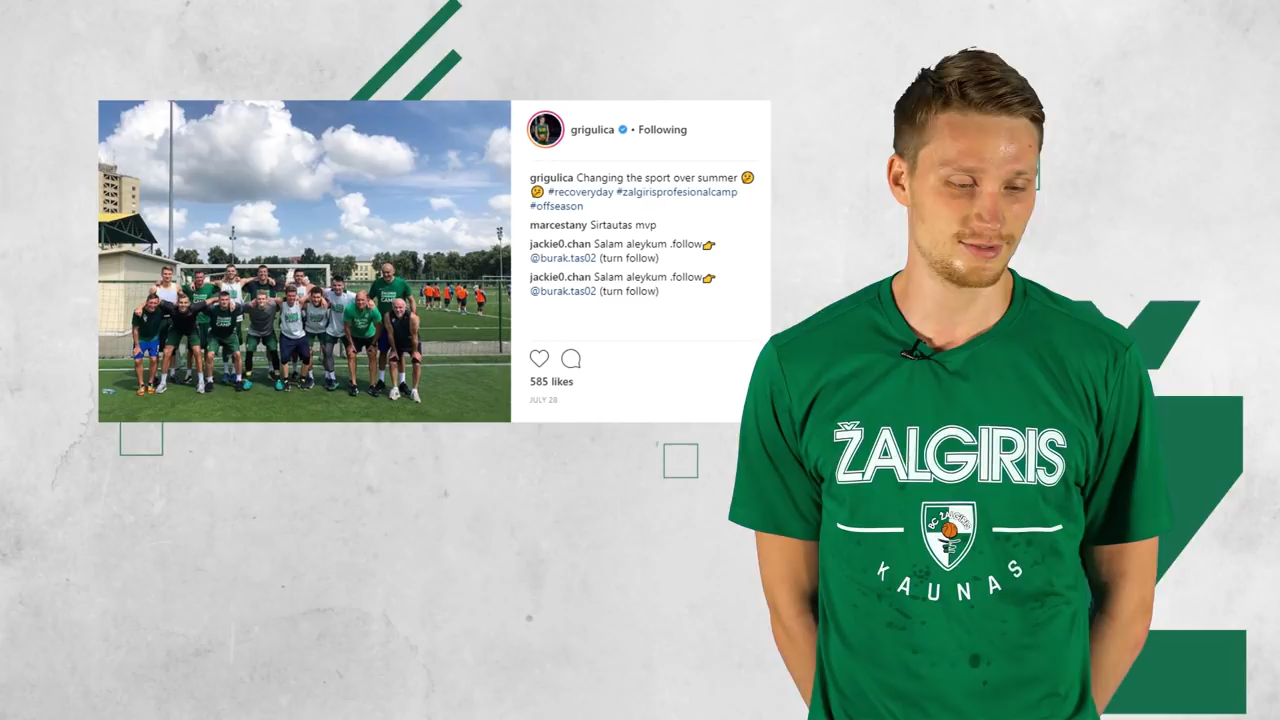 grigulica • Following
grigulica Changing the sport over summer 😕
😕 #recoveryday #zalgirisprofesionalcamp
#offseason
marcestany Sirtautas mvp
jackie0.chan Salam aleykum .follow👉
@burak.tas02 (turn follow)
jackie0.chan Salam aleykum .follow👉
@burak.tas02 (turn follow)
585 likes
JULY 28
ŽALGIRIS
BC ŽALGIRIS
KAUNAS